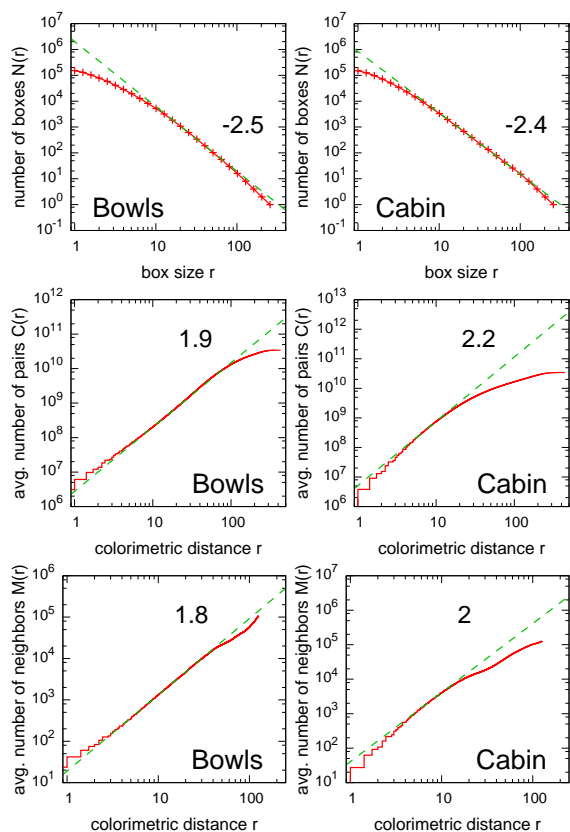 number of boxes N(r)
10^7
10^6
10^5
10^4
10^3
10^2
10^1
10^0
10^-1
-2.5
Bowls
1 10 100
box size r
number of boxes N(r)
10^7
10^6
10^5
10^4
10^3
10^2
10^1
10^0
10^-1
-2.4
Cabin
1 10 100
box size r
avg. number of pairs C(r)
10^12
10^11
10^10
10^9
10^8
10^7
10^6
1.9
Bowls
1 10 100
colorimetric distance r
avg. number of pairs C(r)
10^13
10^12
10^11
10^10
10^9
10^8
10^7
10^6
2.2
Cabin
1 10 100
colorimetric distance r
avg. number of neighbors M(r)
10^6
10^5
10^4
10^3
10^2
10^1
1.8
Bowls
1 10 100
colorimetric distance r
avg. number of neighbors M(r)
10^7
10^6
10^5
10^4
10^3
10^2
10^1
2
Cabin
1 10 100
colorimetric distance r